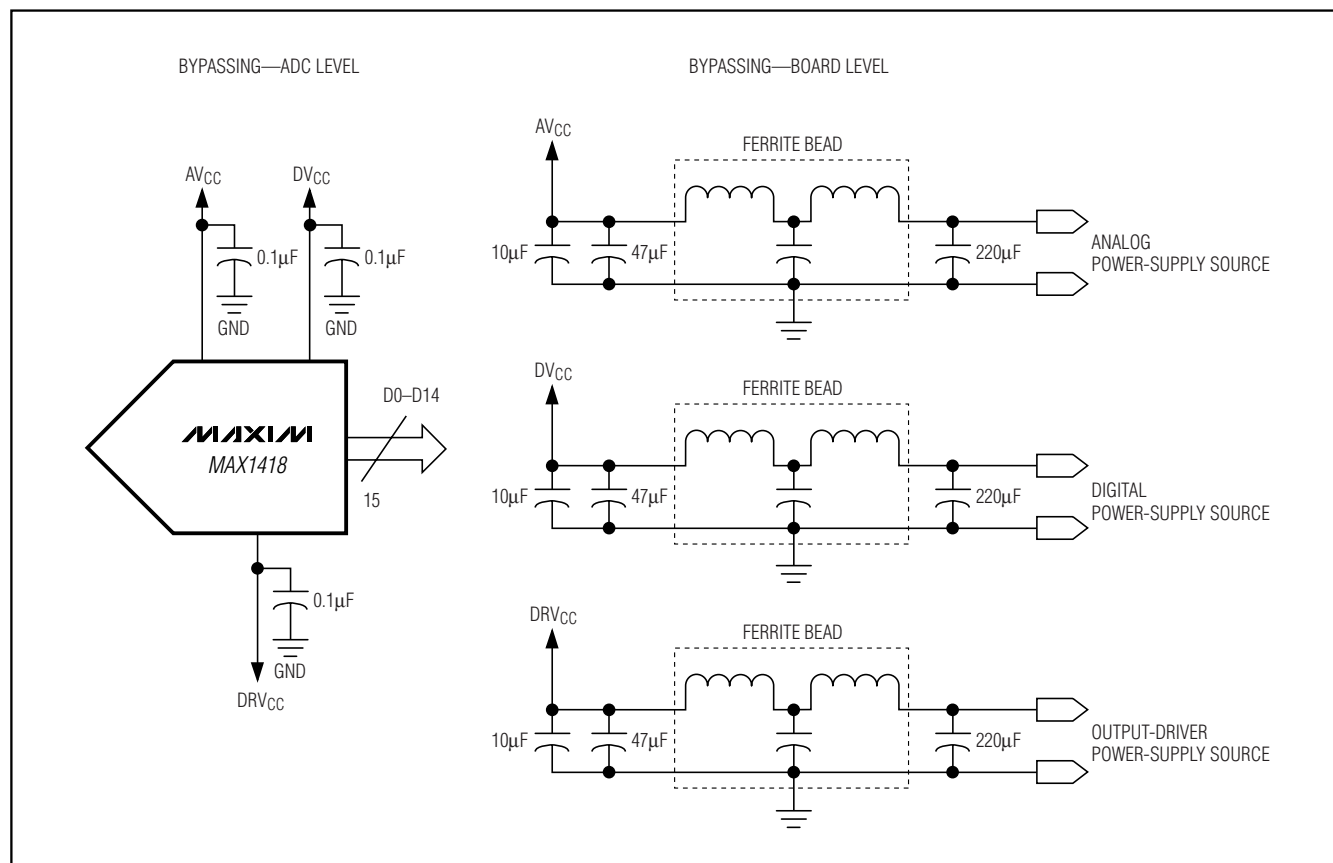 BYPASSING—ADC LEVEL
BYPASSING—BOARD LEVEL
AVCC
DVCC
0.1µF
0.1µF
GND
GND
D0–D14
MAXIM
MAX1418
15
0.1µF
GND
DRVCC
AVCC
FERRITE BEAD
10µF
47µF
220µF
ANALOG
POWER-SUPPLY SOURCE
DVCC
FERRITE BEAD
10µF
47µF
220µF
DIGITAL
POWER-SUPPLY SOURCE
DRVCC
FERRITE BEAD
10µF
47µF
220µF
OUTPUT-DRIVER
POWER-SUPPLY SOURCE